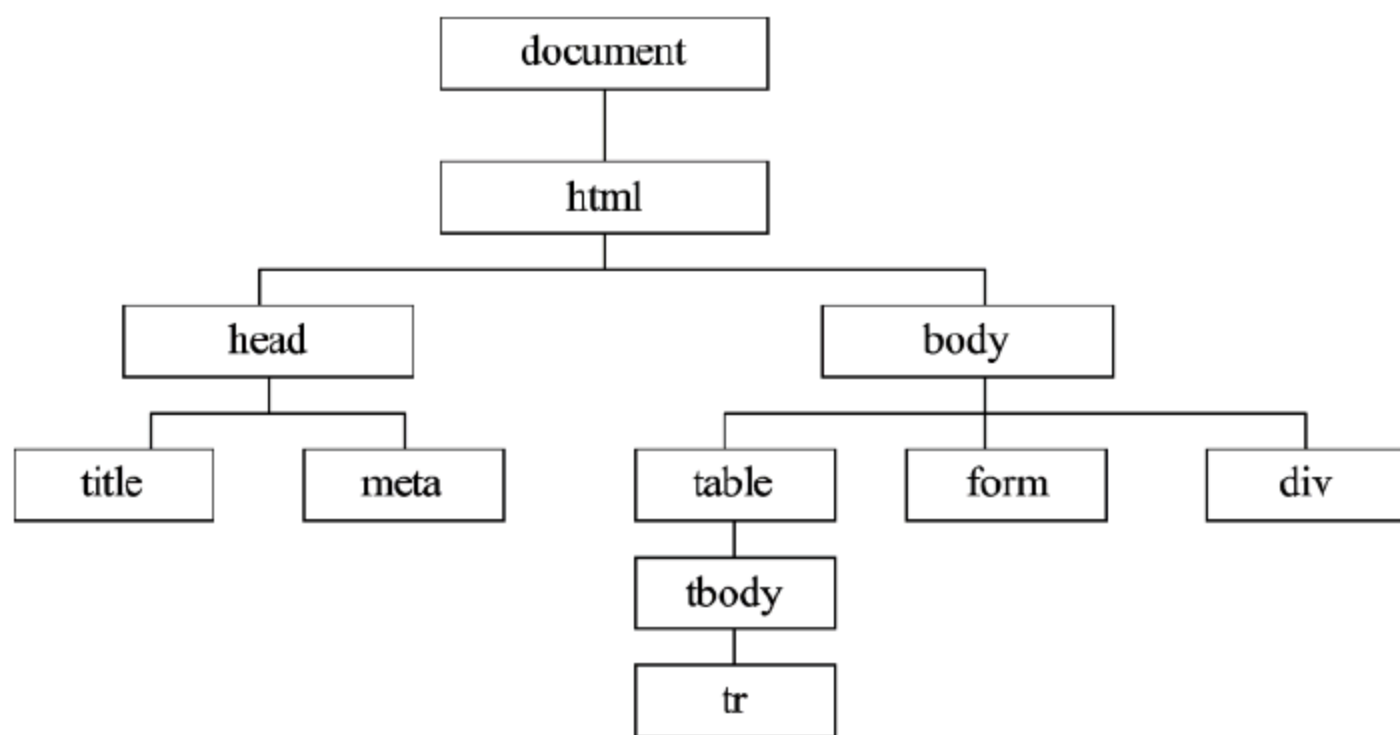 document
html
head
body
title
meta
table
form
div
tbody
tr